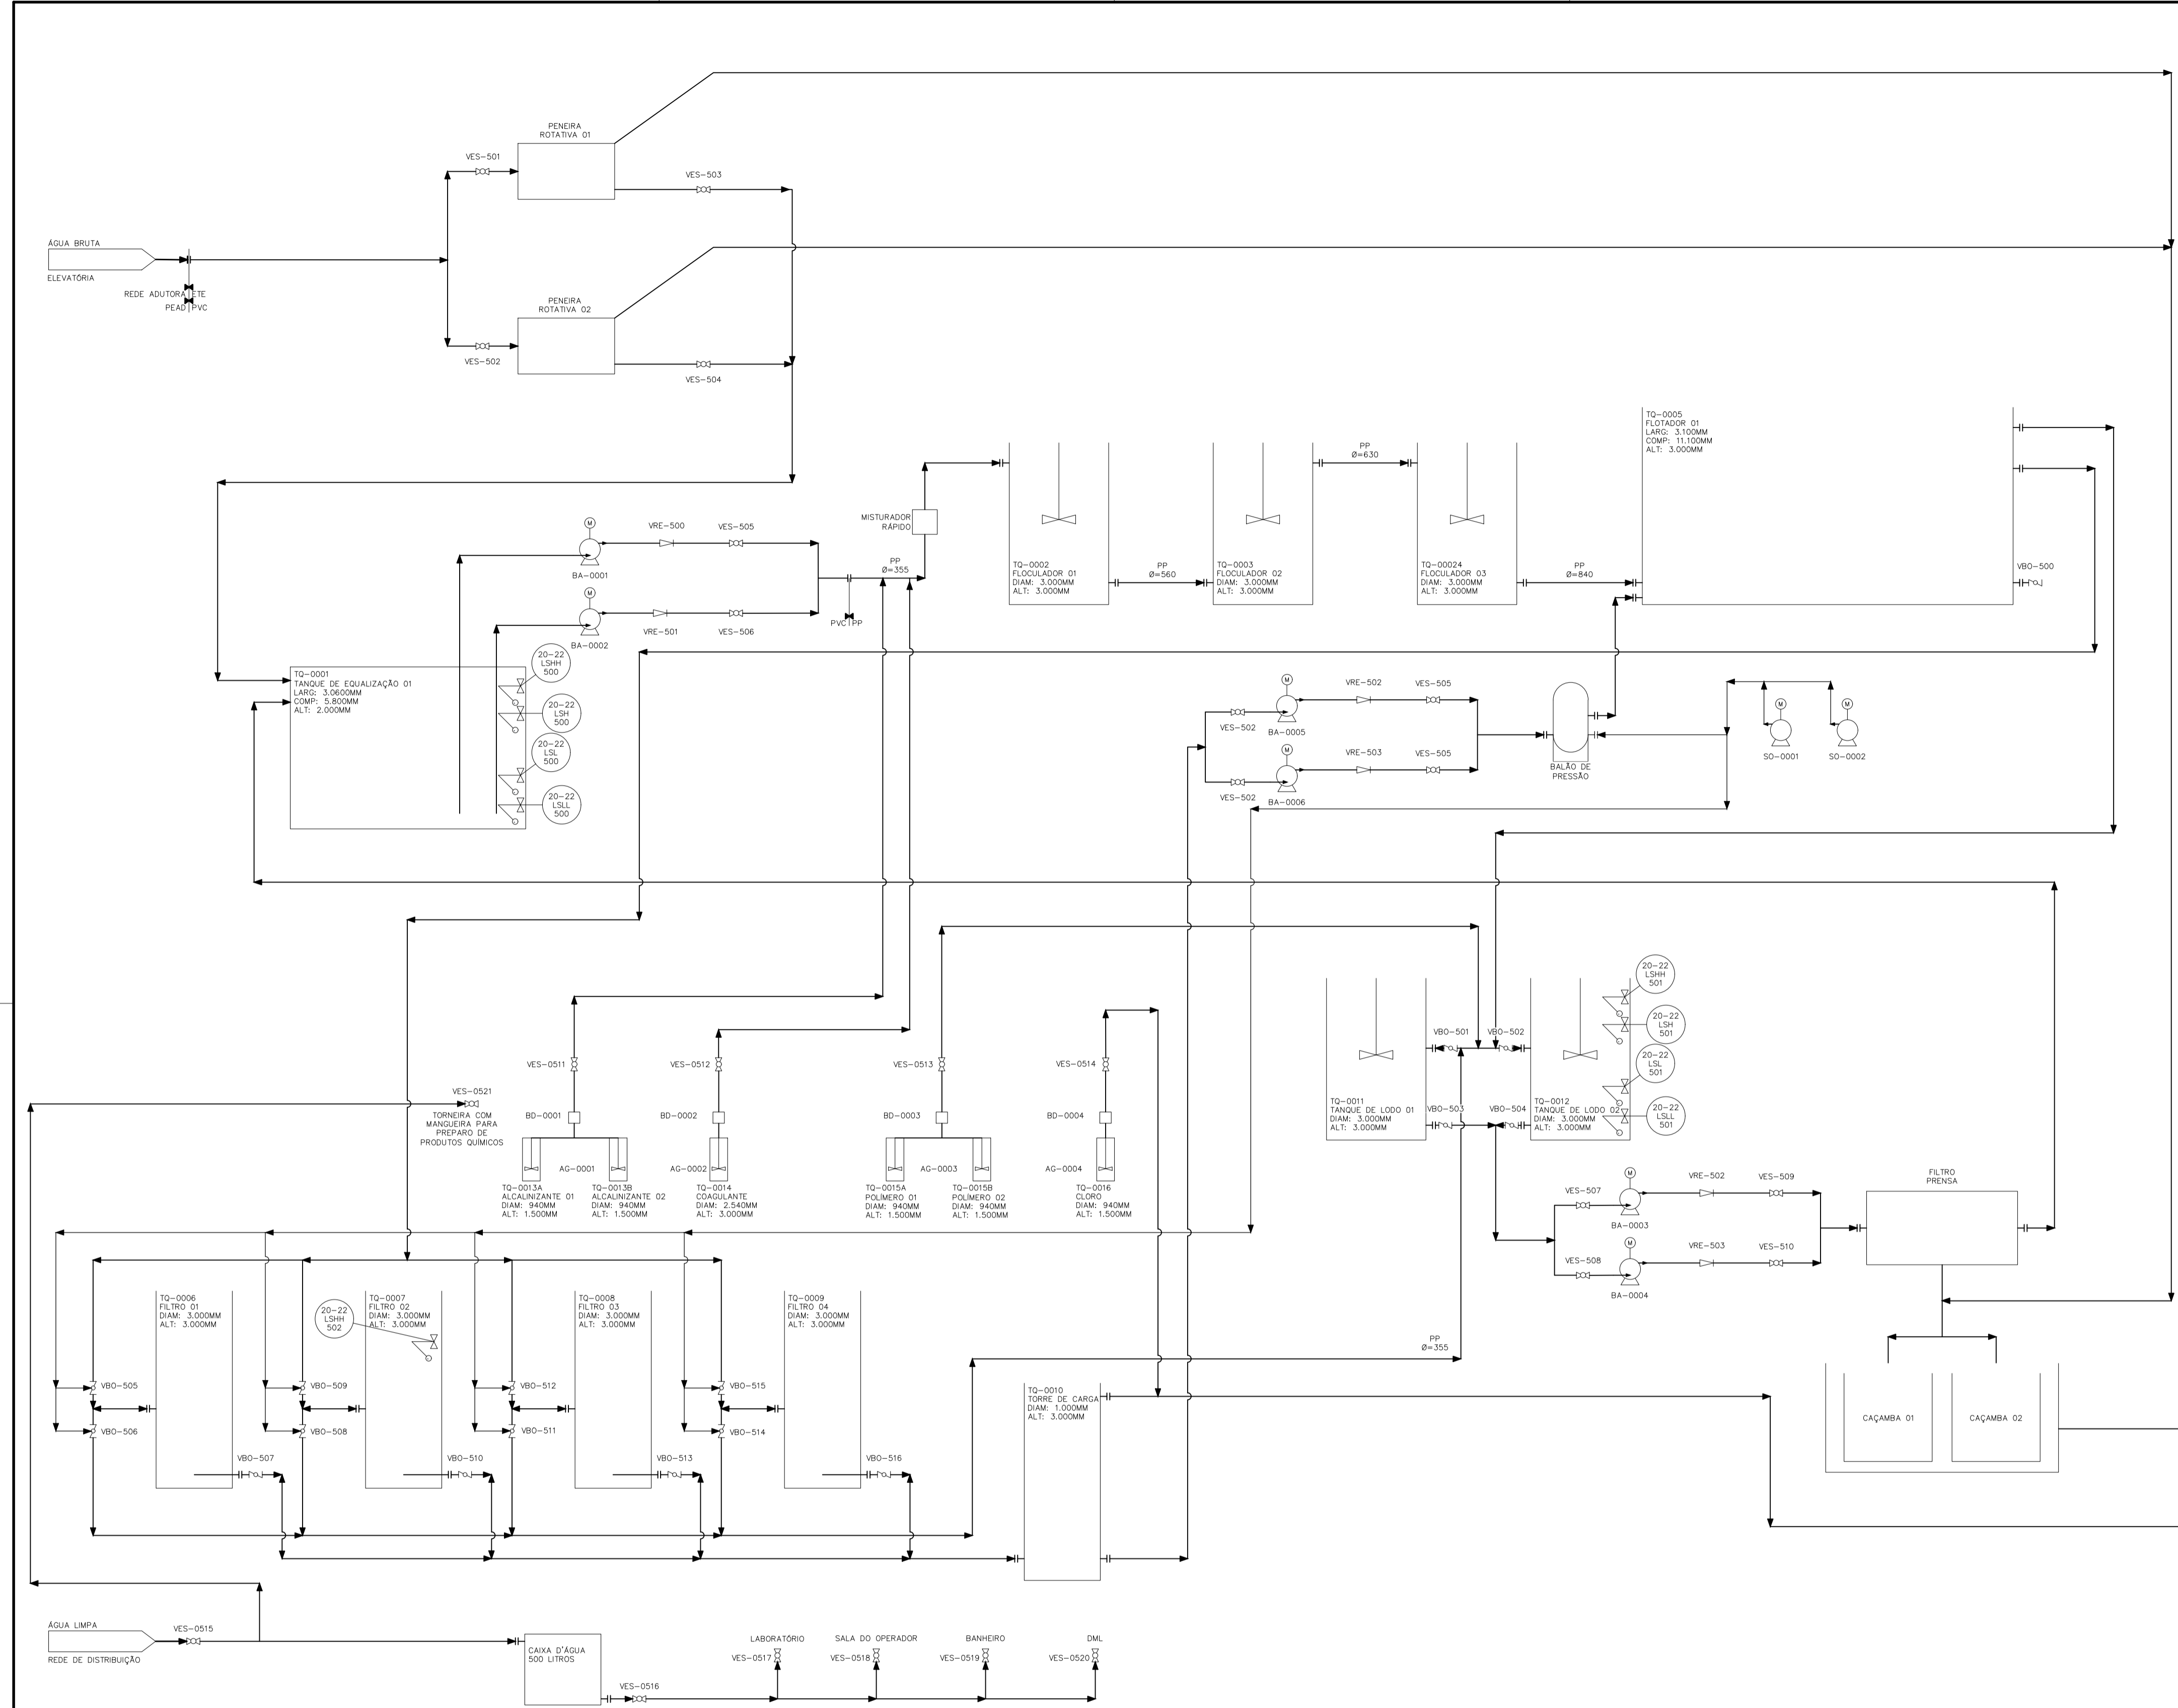 PENEIRA
ROTATIVA 01
VES-501
VES-503
ÁGUA BRUTA
ELEVATÓRIA
REDE ADUTORA ETE
PEAD PVC
PENEIRA
ROTATIVA 02
VES-502
VES-504
MISTURADOR
RÁPIDO
VRE-500
VES-505
BA-0001
PP
Ø=355
VRE-501
VES-506
BA-0002
PVC PP
M
M
TQ-0002
FLOCULADOR 01
DIAM: 3.000MM
ALT: 3.000MM
PP
Ø=560
TQ-0003
FLOCULADOR 02
DIAM: 3.000MM
ALT: 3.000MM
PP
Ø=630
TQ-00024
FLOCULADOR 03
DIAM: 3.000MM
ALT: 3.000MM
PP
Ø=840
TQ-0005
FLOTADOR 01
LARG: 3.100MM
COMP: 11.100MM
ALT: 3.000MM
VBO-500
TQ-0001
TANQUE DE EQUALIZAÇÃO 01
LARG: 3.0600MM
COMP: 5.800MM
ALT: 2.000MM
20-22
LSHH
500
20-22
LSH
500
20-22
LSL
500
20-22
LSLL
500
M
VRE-502
VES-505
VES-502
BA-0005
M
VRE-503
VES-505
VES-502
BA-0006
BALÃO DE
PRESSÃO
M
M
SO-0001
SO-0002
VES-0511
VES-0512
VES-0513
VES-0514
VES-0521
TORNEIRA COM
MANGUEIRA PARA
PREPARO DE
PRODUTOS QUÍMICOS
BD-0001
BD-0002
BD-0003
BD-0004
AG-0001
AG-0002
AG-0003
AG-0004
TQ-0013A
ALCALINIZANTE 01
DIAM: 940MM
ALT: 1.500MM
TQ-0013B
ALCALINIZANTE 02
DIAM: 940MM
ALT: 1.500MM
TQ-0014
COAGULANTE
DIAM: 2.540MM
ALT: 3.000MM
TQ-0015A
POLÍMERO 01
DIAM: 940MM
ALT: 1.500MM
TQ-0015B
POLÍMERO 02
DIAM: 940MM
ALT: 1.500MM
TQ-0016
CLORO
DIAM: 940MM
ALT: 1.500MM
VBO-501
VBO-502
TQ-0011
TANQUE DE LODO 01
DIAM: 3.000MM
ALT: 3.000MM
VBO-503
VBO-504
TQ-0012
TANQUE DE LODO 02
DIAM: 3.000MM
ALT: 3.000MM
20-22
LSHH
501
20-22
LSH
501
20-22
LSL
501
20-22
LSLL
501
VES-507
M
VRE-502
VES-509
BA-0003
VES-508
M
VRE-503
VES-510
BA-0004
FILTRO
PRENSA
CAÇAMBA 01
CAÇAMBA 02
TQ-0006
FILTRO 01
DIAM: 3.000MM
ALT: 3.000MM
20-22
LSHH
502
TQ-0007
FILTRO 02
DIAM: 3.000MM
ALT: 3.000MM
TQ-0008
FILTRO 03
DIAM: 3.000MM
ALT: 3.000MM
TQ-0009
FILTRO 04
DIAM: 3.000MM
ALT: 3.000MM
VBO-505
VBO-506
VBO-507
VBO-509
VBO-508
VBO-510
VBO-512
VBO-511
VBO-513
VBO-515
VBO-514
VBO-516
PP
Ø=355
TQ-0010
TORRE DE CARGA
DIAM: 1.000MM
ALT: 3.000MM
ÁGUA LIMPA
REDE DE DISTRIBUIÇÃO
VES-0515
CAIXA D'ÁGUA
500 LITROS
VES-0516
LABORATÓRIO
VES-0517
SALA DO OPERADOR
VES-0518
BANHEIRO
VES-0519
DML
VES-0520